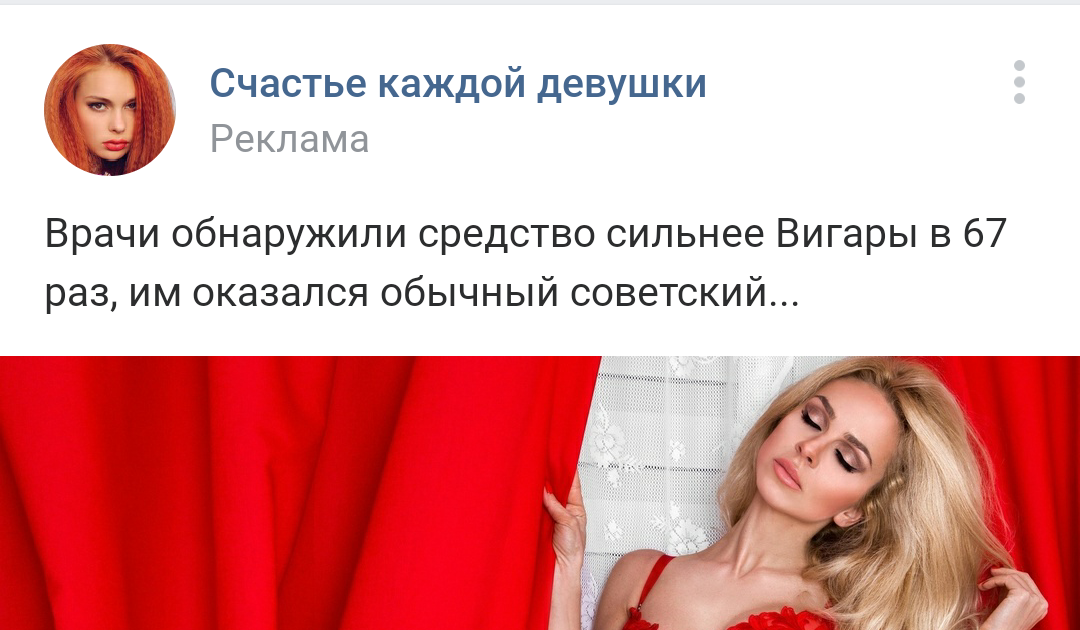 Счастье каждой девушки
Реклама
Врачи обнаружили средство сильнее Вигары в 67
раз, им оказался обычный советский...